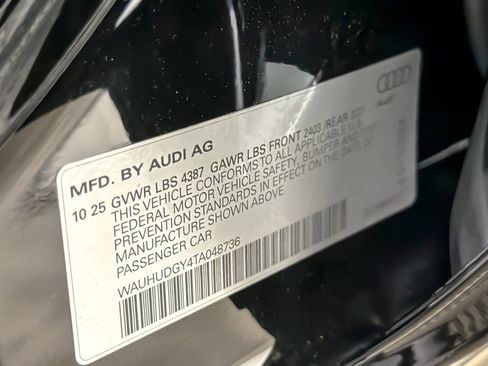 MFD. BY AUDI AG
Audi
10 25 GVWR LBS 4387 GAWR LBS FRONT 2403 /REAR 2227
THIS VEHICLE CONFORMS TO ALL APPLICABLE U.S.
FEDERAL MOTOR VEHICLE SAFETY, BUMPER AND THEFT
PREVENTION STANDARDS IN EFFECT ON THE DATE OF
MANUFACTURE SHOWN ABOVE
PASSENGER CAR
WAUHUDGY4TA048736